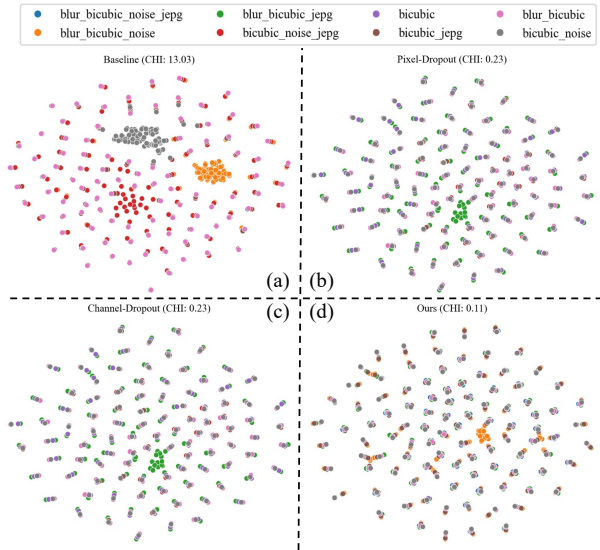 blur_bicubic_noise_jepg blur_bicubic_jepg bicubic blur_bicubic
blur_bicubic_noise bicubic_noise_jepg bicubic_jepg bicubic_noise
Baseline (CHI: 13.03) Pixel-Dropout (CHI: 0.23)
(a) (b)
Channel-Dropout (CHI: 0.23) (c) (d) Ours (CHI: 0.11)